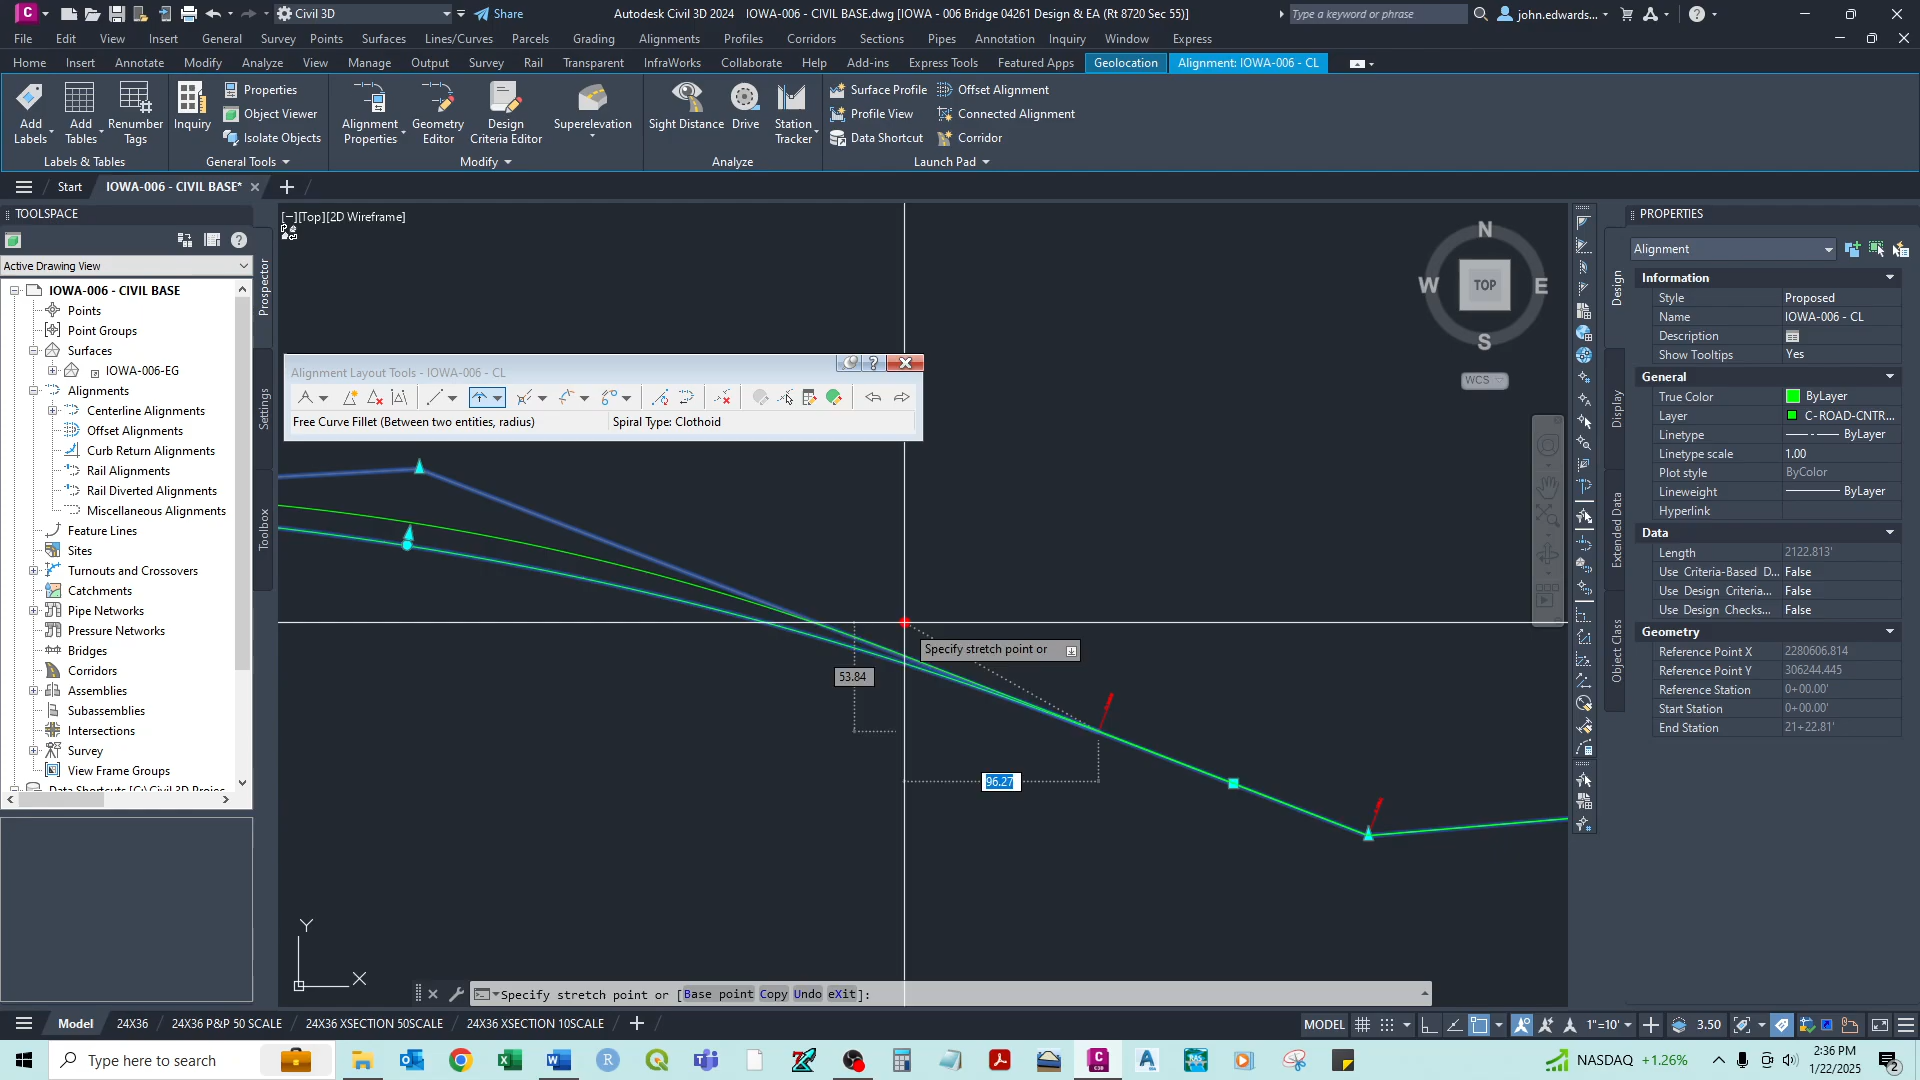 Civil 3D
Share
Autodesk Civil 3D 2024 IOWA-006 - CIVIL BASE.dwg [IOWA - 006 Bridge 04261 Design & EA (Rt 8720 Sec 55)]
Type a keyword or phrase
john.edwards...
File Edit View Insert General Survey Points Surfaces Lines/Curves Parcels Grading Alignments Profiles Corridors Sections Pipes Annotation Inquiry Window Express
Home Insert Annotate Modify Analyze View Manage Output Survey Rail Transparent InfraWorks Collaborate Help Add-ins Express Tools Featured Apps Geolocation Alignment: IOWA-006 - CL
Add Labels
Add Tables
Renumber Tags
Inquiry
Properties
Object Viewer
Isolate Objects
Alignment Properties
Geometry Editor
Design Criteria Editor
Superelevation
Sight Distance
Drive
Station Tracker
Surface Profile
Profile View
Data Shortcut
Offset Alignment
Connected Alignment
Corridor
Labels & Tables
General Tools
Modify
Analyze
Launch Pad
Start
IOWA-006 - CIVIL BASE*
TOOLSPACE
Active Drawing View
IOWA-006 - CIVIL BASE
Points
Point Groups
Surfaces
IOWA-006-EG
Alignments
Centerline Alignments
Offset Alignments
Curb Return Alignments
Rail Alignments
Rail Diverted Alignments
Miscellaneous Alignments
Feature Lines
Sites
Turnouts and Crossovers
Catchments
Pipe Networks
Pressure Networks
Bridges
Corridors
Assemblies
Subassemblies
Intersections
Survey
View Frame Groups
Prospector
Settings
Survey
Toolbox
[−][Top][2D Wireframe]
Alignment Layout Tools - IOWA-006 - CL
Free Curve Fillet (Between two entities, radius)
Spiral Type: Clothoid
Specify stretch point or
53.84
96.27
N
W
TOP
E
S
WCS
Y
X
Specify stretch point or [Base point Copy Undo eXit]:
PROPERTIES
Alignment
Design
Display
Extended Data
Object Class
Information
Style Proposed
Name IOWA-006 - CL
Description
Show Tooltips Yes
General
True Color ByLayer
Layer C-ROAD-CNTR...
Linetype ByLayer
Linetype scale 1.00
Plot style ByColor
Lineweight ByLayer
Hyperlink
Data
Length 2122.813'
Use Criteria-Based D... False
Use Design Criteria... False
Use Design Checks... False
Geometry
Reference Point X 2280606.814
Reference Point Y 306244.445
Reference Station 0+00.00'
Start Station 0+00.00'
End Station 21+22.81'
Model 24X36 24X36 P&P 50 SCALE 24X36 XSECTION 50SCALE 24X36 XSECTION 10SCALE
MODEL
1"=10'
3.50
Type here to search
NASDAQ +1.26%
2:36 PM
1/22/2025
2